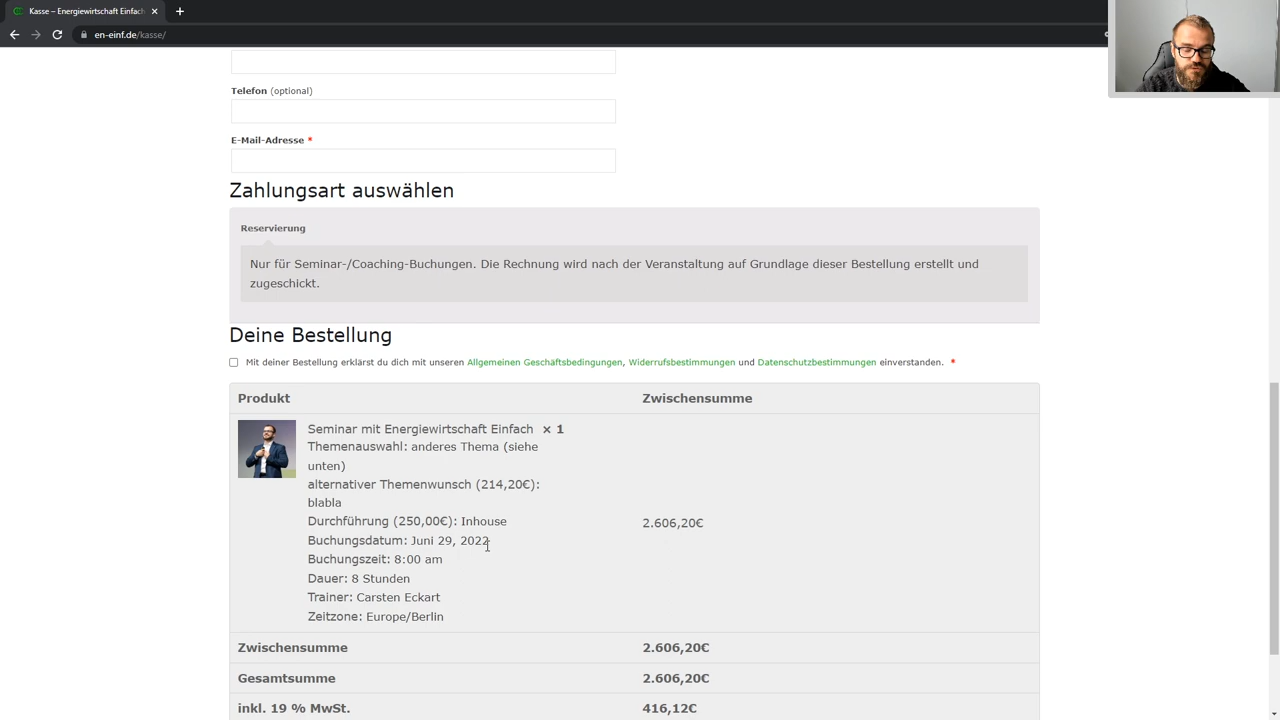 Kasse – Energiewirtschaft Einfach
en-einf.de/kasse/
Telefon (optional)
E-Mail-Adresse *
Zahlungsart auswählen
Reservierung
Nur für Seminar-/Coaching-Buchungen. Die Rechnung wird nach der Veranstaltung auf Grundlage dieser Bestellung erstellt und
zugeschickt.
Deine Bestellung
Mit deiner Bestellung erklärst du dich mit unseren Allgemeinen Geschäftsbedingungen, Widerrufsbestimmungen und Datenschutzbestimmungen einverstanden. *
Produkt Zwischensumme
Seminar mit Energiewirtschaft Einfach × 1
Themenauswahl: anderes Thema (siehe
unten)
alternativer Themenwunsch (214,20€):
blabla
Durchführung (250,00€): Inhouse
2.606,20€
Buchungsdatum: Juni 29, 2022
Buchungszeit: 8:00 am
Dauer: 8 Stunden
Trainer: Carsten Eckart
Zeitzone: Europe/Berlin
Zwischensumme 2.606,20€
Gesamtsumme 2.606,20€
inkl. 19 % MwSt. 416,12€